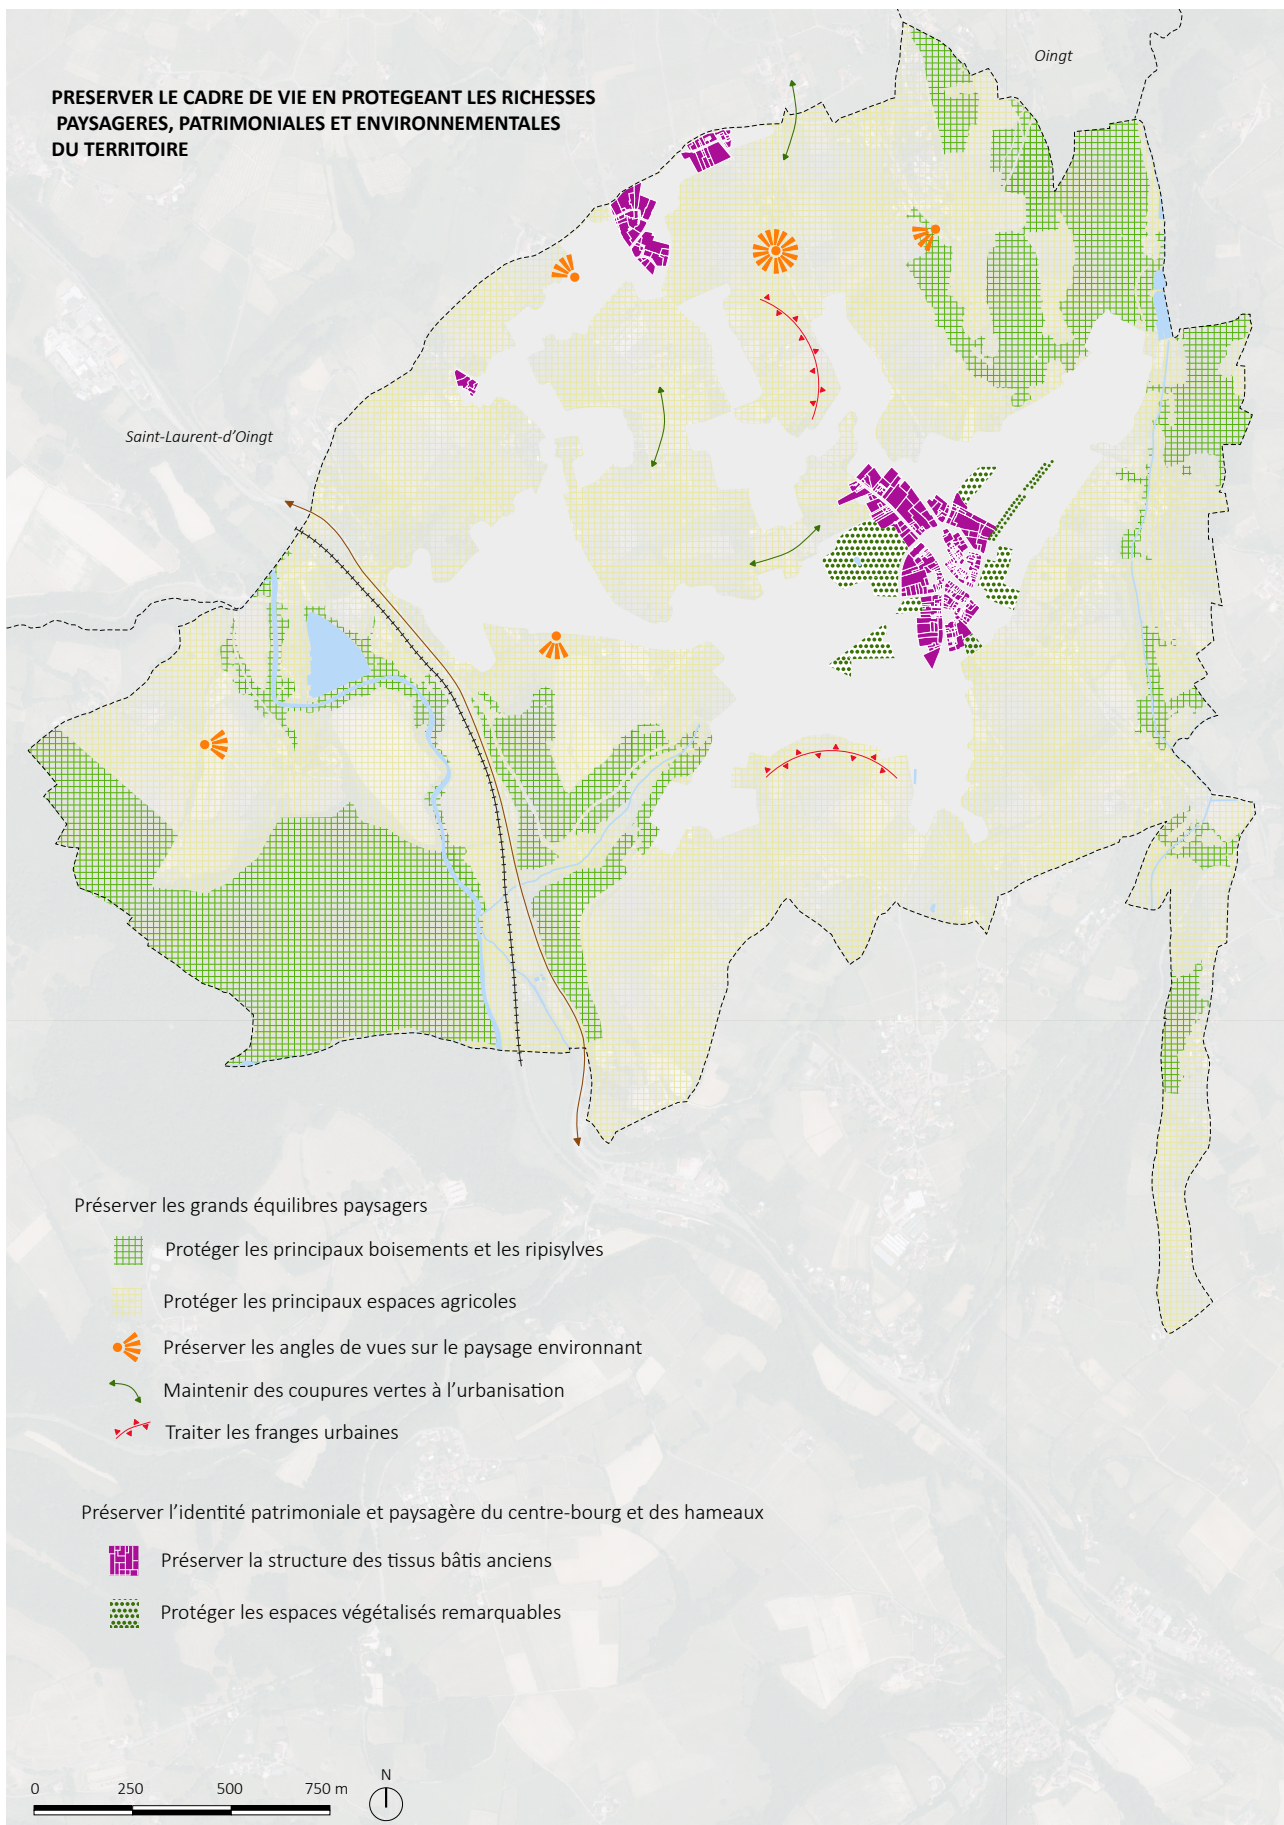 Oingt
PRESERVER LE CADRE DE VIE EN PROTEGEANT LES RICHESSES
PAYSAGERES, PATRIMONIALES ET ENVIRONNEMENTALES
DU TERRITOIRE
Saint-Laurent-d'Oingt
Préserver les grands équilibres paysagers
Protéger les principaux boisements et les ripisylves
Protéger les principaux espaces agricoles
Préserver les angles de vues sur le paysage environnant
Maintenir des coupures vertes à l'urbanisation
Traiter les franges urbaines
Préserver l'identité patrimoniale et paysagère du centre-bourg et des hameaux
Préserver la structure des tissus bâtis anciens
Protéger les espaces végétalisés remarquables
0 250 500 750 m
N